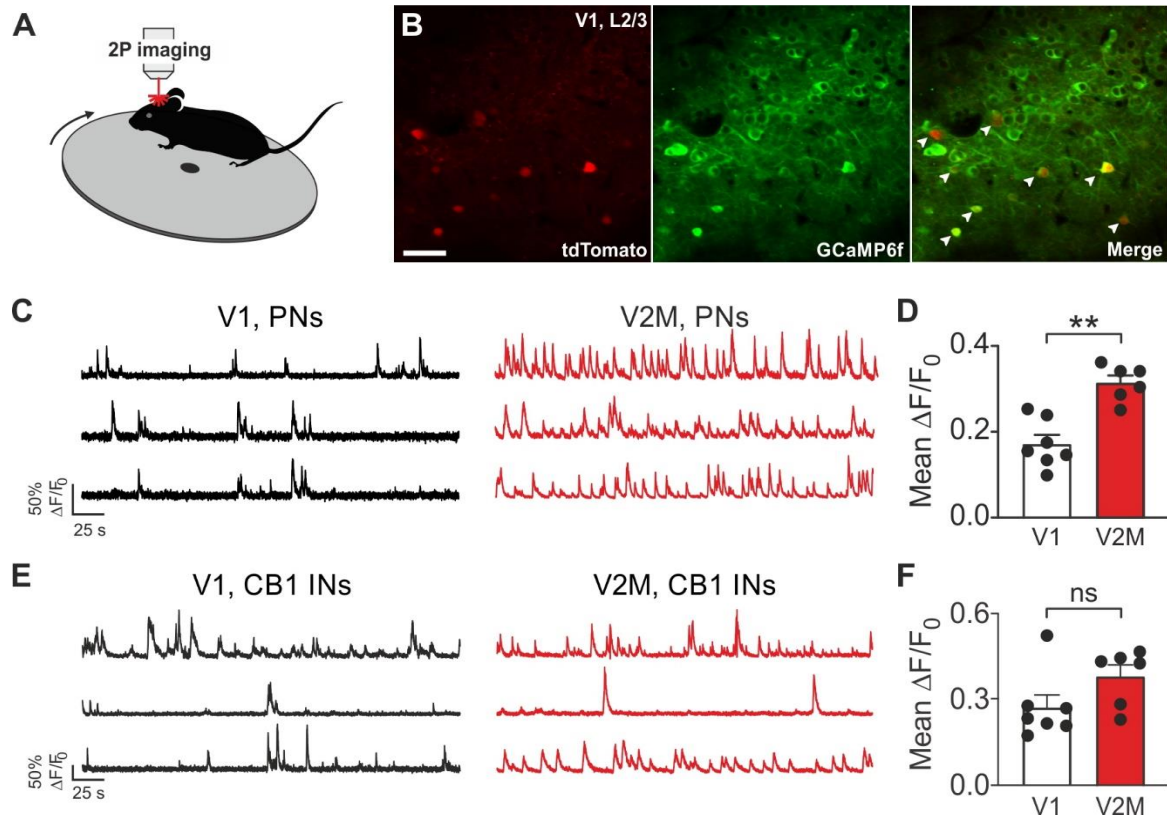 A
2P imaging
B
V1, L2/3
tdTomato
GCaMP6f
Merge
C
V1, PNs
V2M, PNs
50%
ΔF/F0
25 s
D
**
Mean ΔF/F0
0.4
0.2
0.0
V1
V2M
E
V1, CB1 INs
V2M, CB1 INs
50%
ΔF/F0
25 s
F
ns
Mean ΔF/F0
0.6
0.3
0.0
V1
V2M